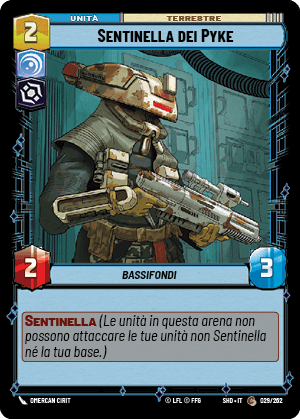 UNITÀ
TERRESTRE
2
SENTINELLA DEI PYKE
2
BASSIFONDI
3
SENTINELLA (Le unità in questa arena non
possono attaccare le tue unità non Sentinella
né la tua base.)
OMERCAN CIRIT
© LFL © FFG
SHD • IT
029/262